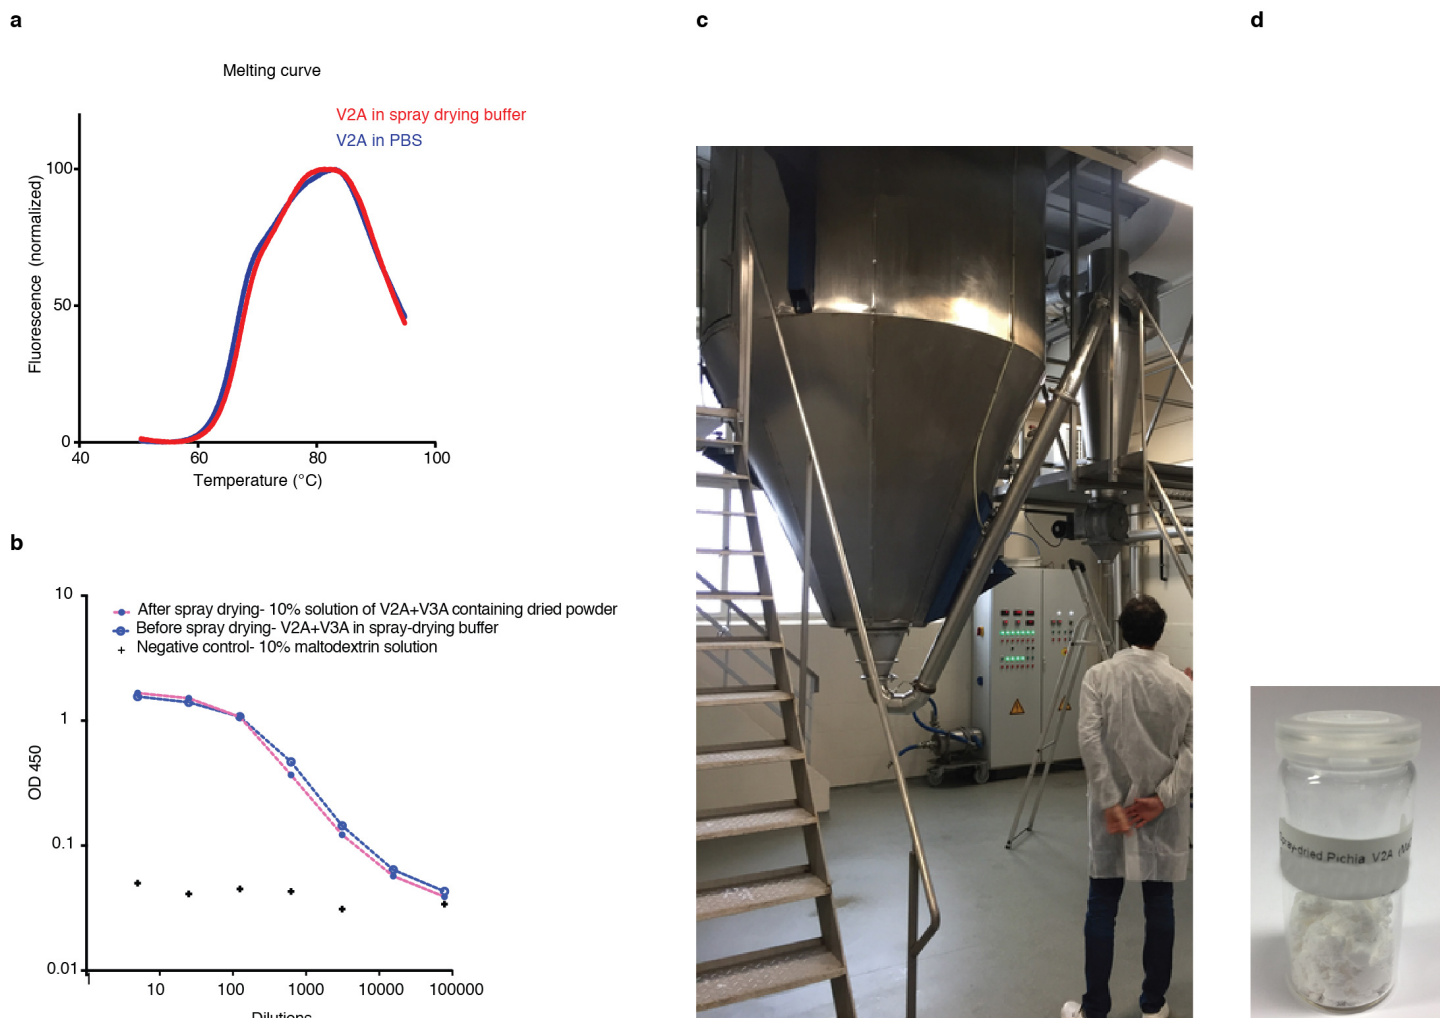 a
Melting curve
V2A in spray drying buffer
V2A in PBS
Fluorescence (normalized)
100
50
0
40 60 80 100
Temperature (°C)
b
10
1
0.1
0.01
OD 450
After spray drying- 10% solution of V2A+V3A containing dried powder
Before spray drying- V2A+V3A in spray-drying buffer
Negative control- 10% maltodextrin solution
10 100 1000 10000 100000
Dilutions
c
d
Spray-dried Pichia V2A